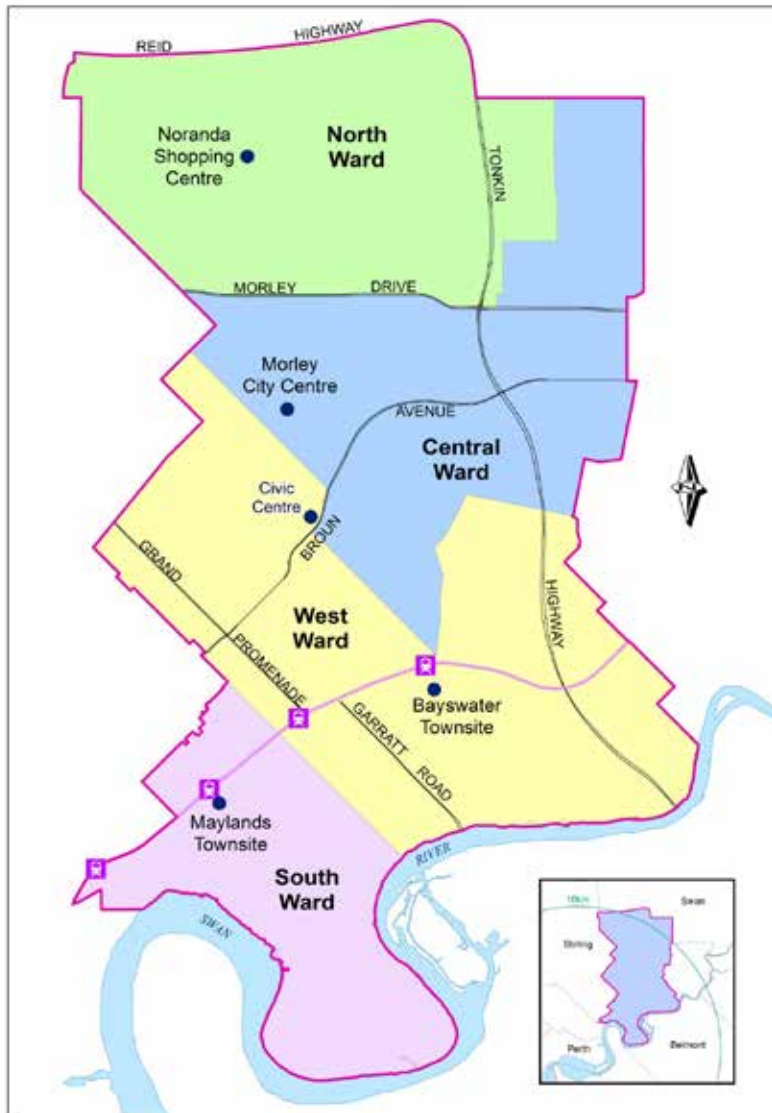 REID HIGHWAY
Noranda
Shopping
Centre
North
Ward
TONKIN
MORLEY DRIVE
Morley
City Centre
AVENUE
Central
Ward
Civic
Centre
BROUN
GRAND
PROMENADE
HIGHWAY
West
Ward
Bayswater
Townsite
GARRATT
ROAD
Maylands
Townsite
RIVER
South
Ward
SWAN
10km
Swan
Stirling
Perth
Belmont